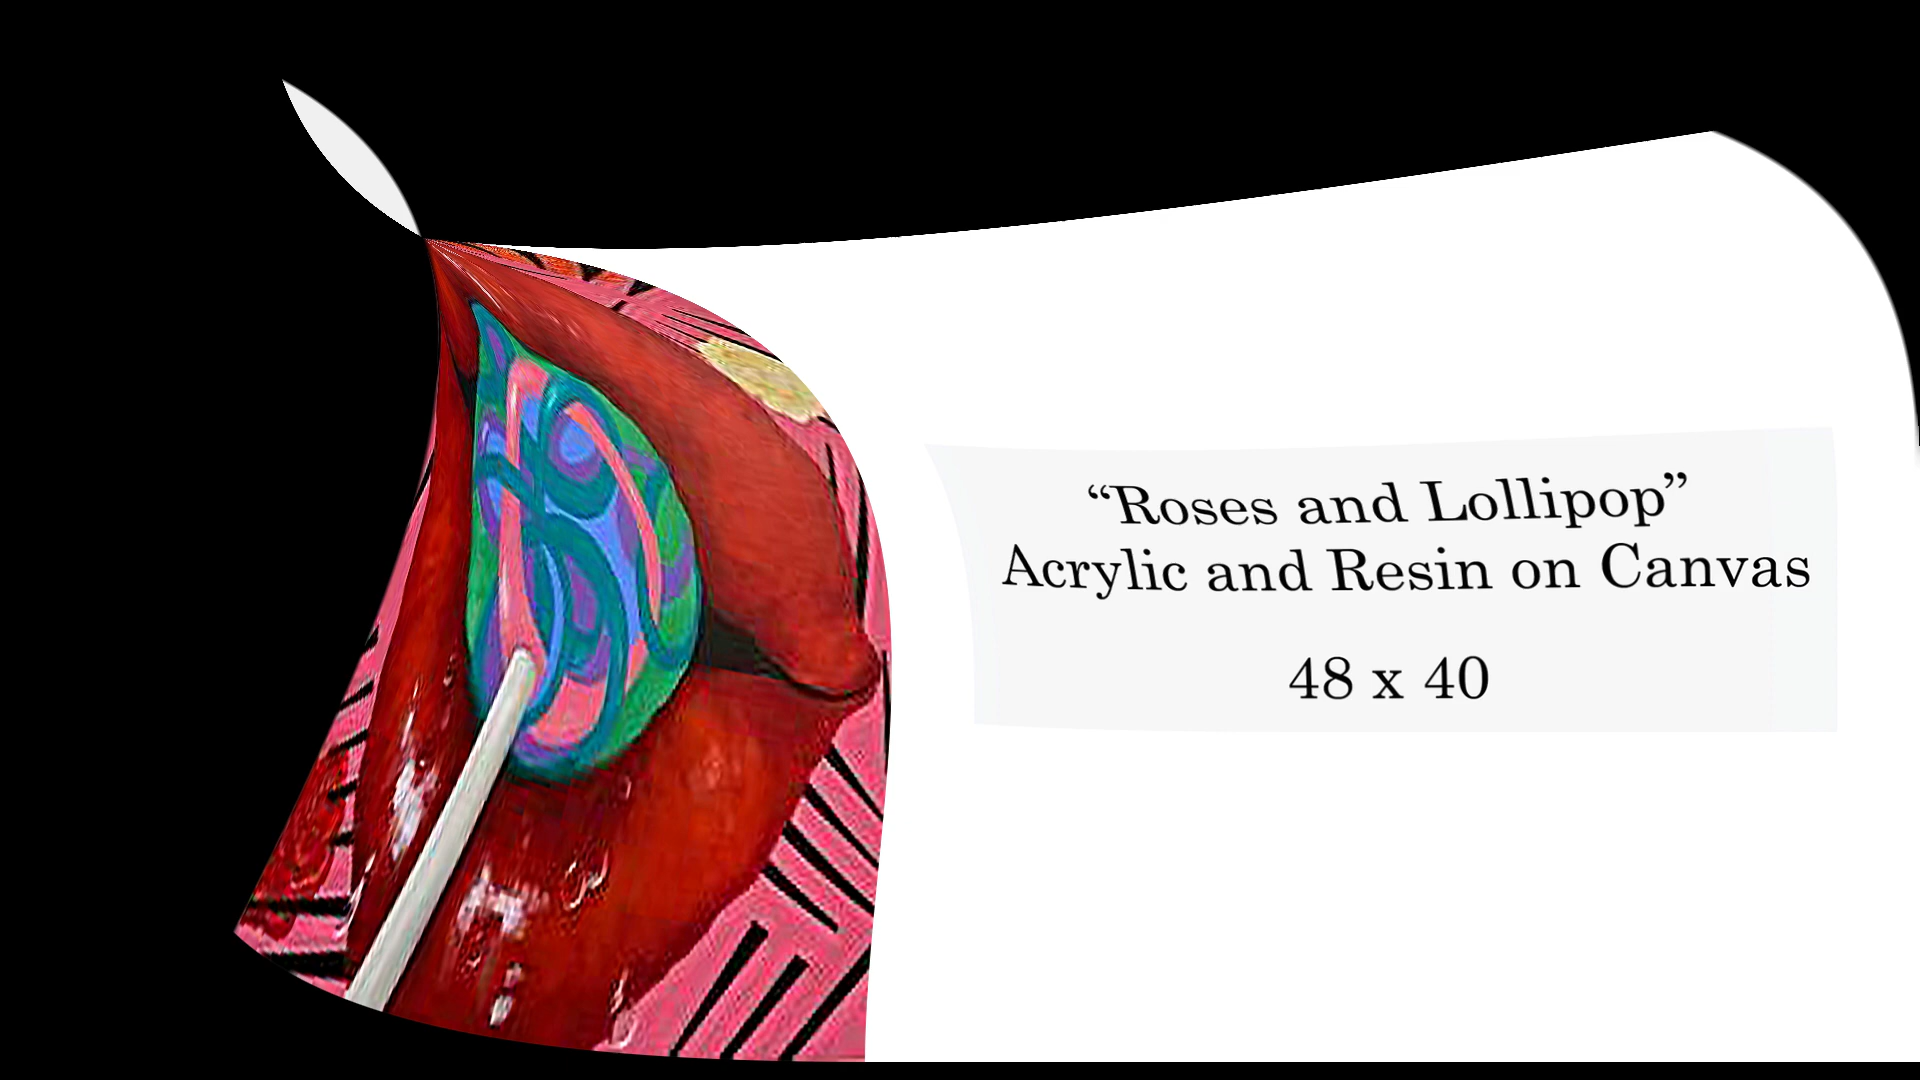 “Roses and Lollipop”
Acrylic and Resin on Canvas
48 x 40